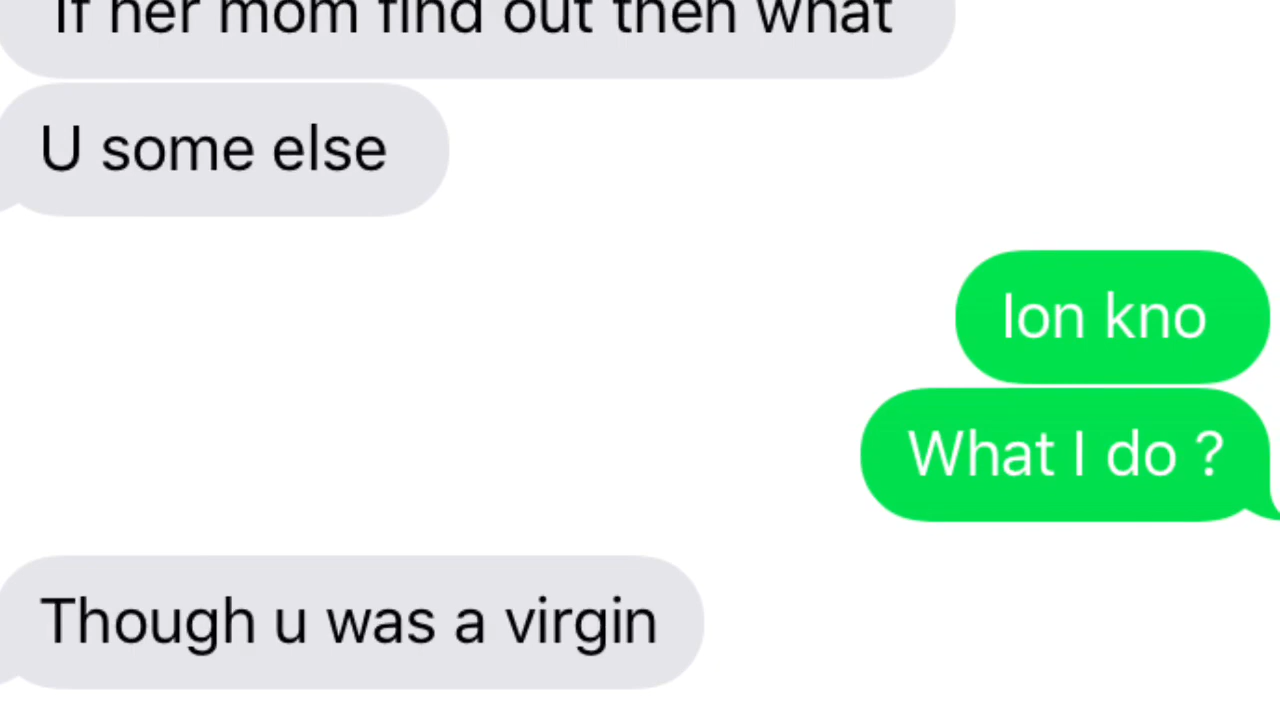 If her mom find out then what
U some else
Ion kno
What I do ?
Though u was a virgin